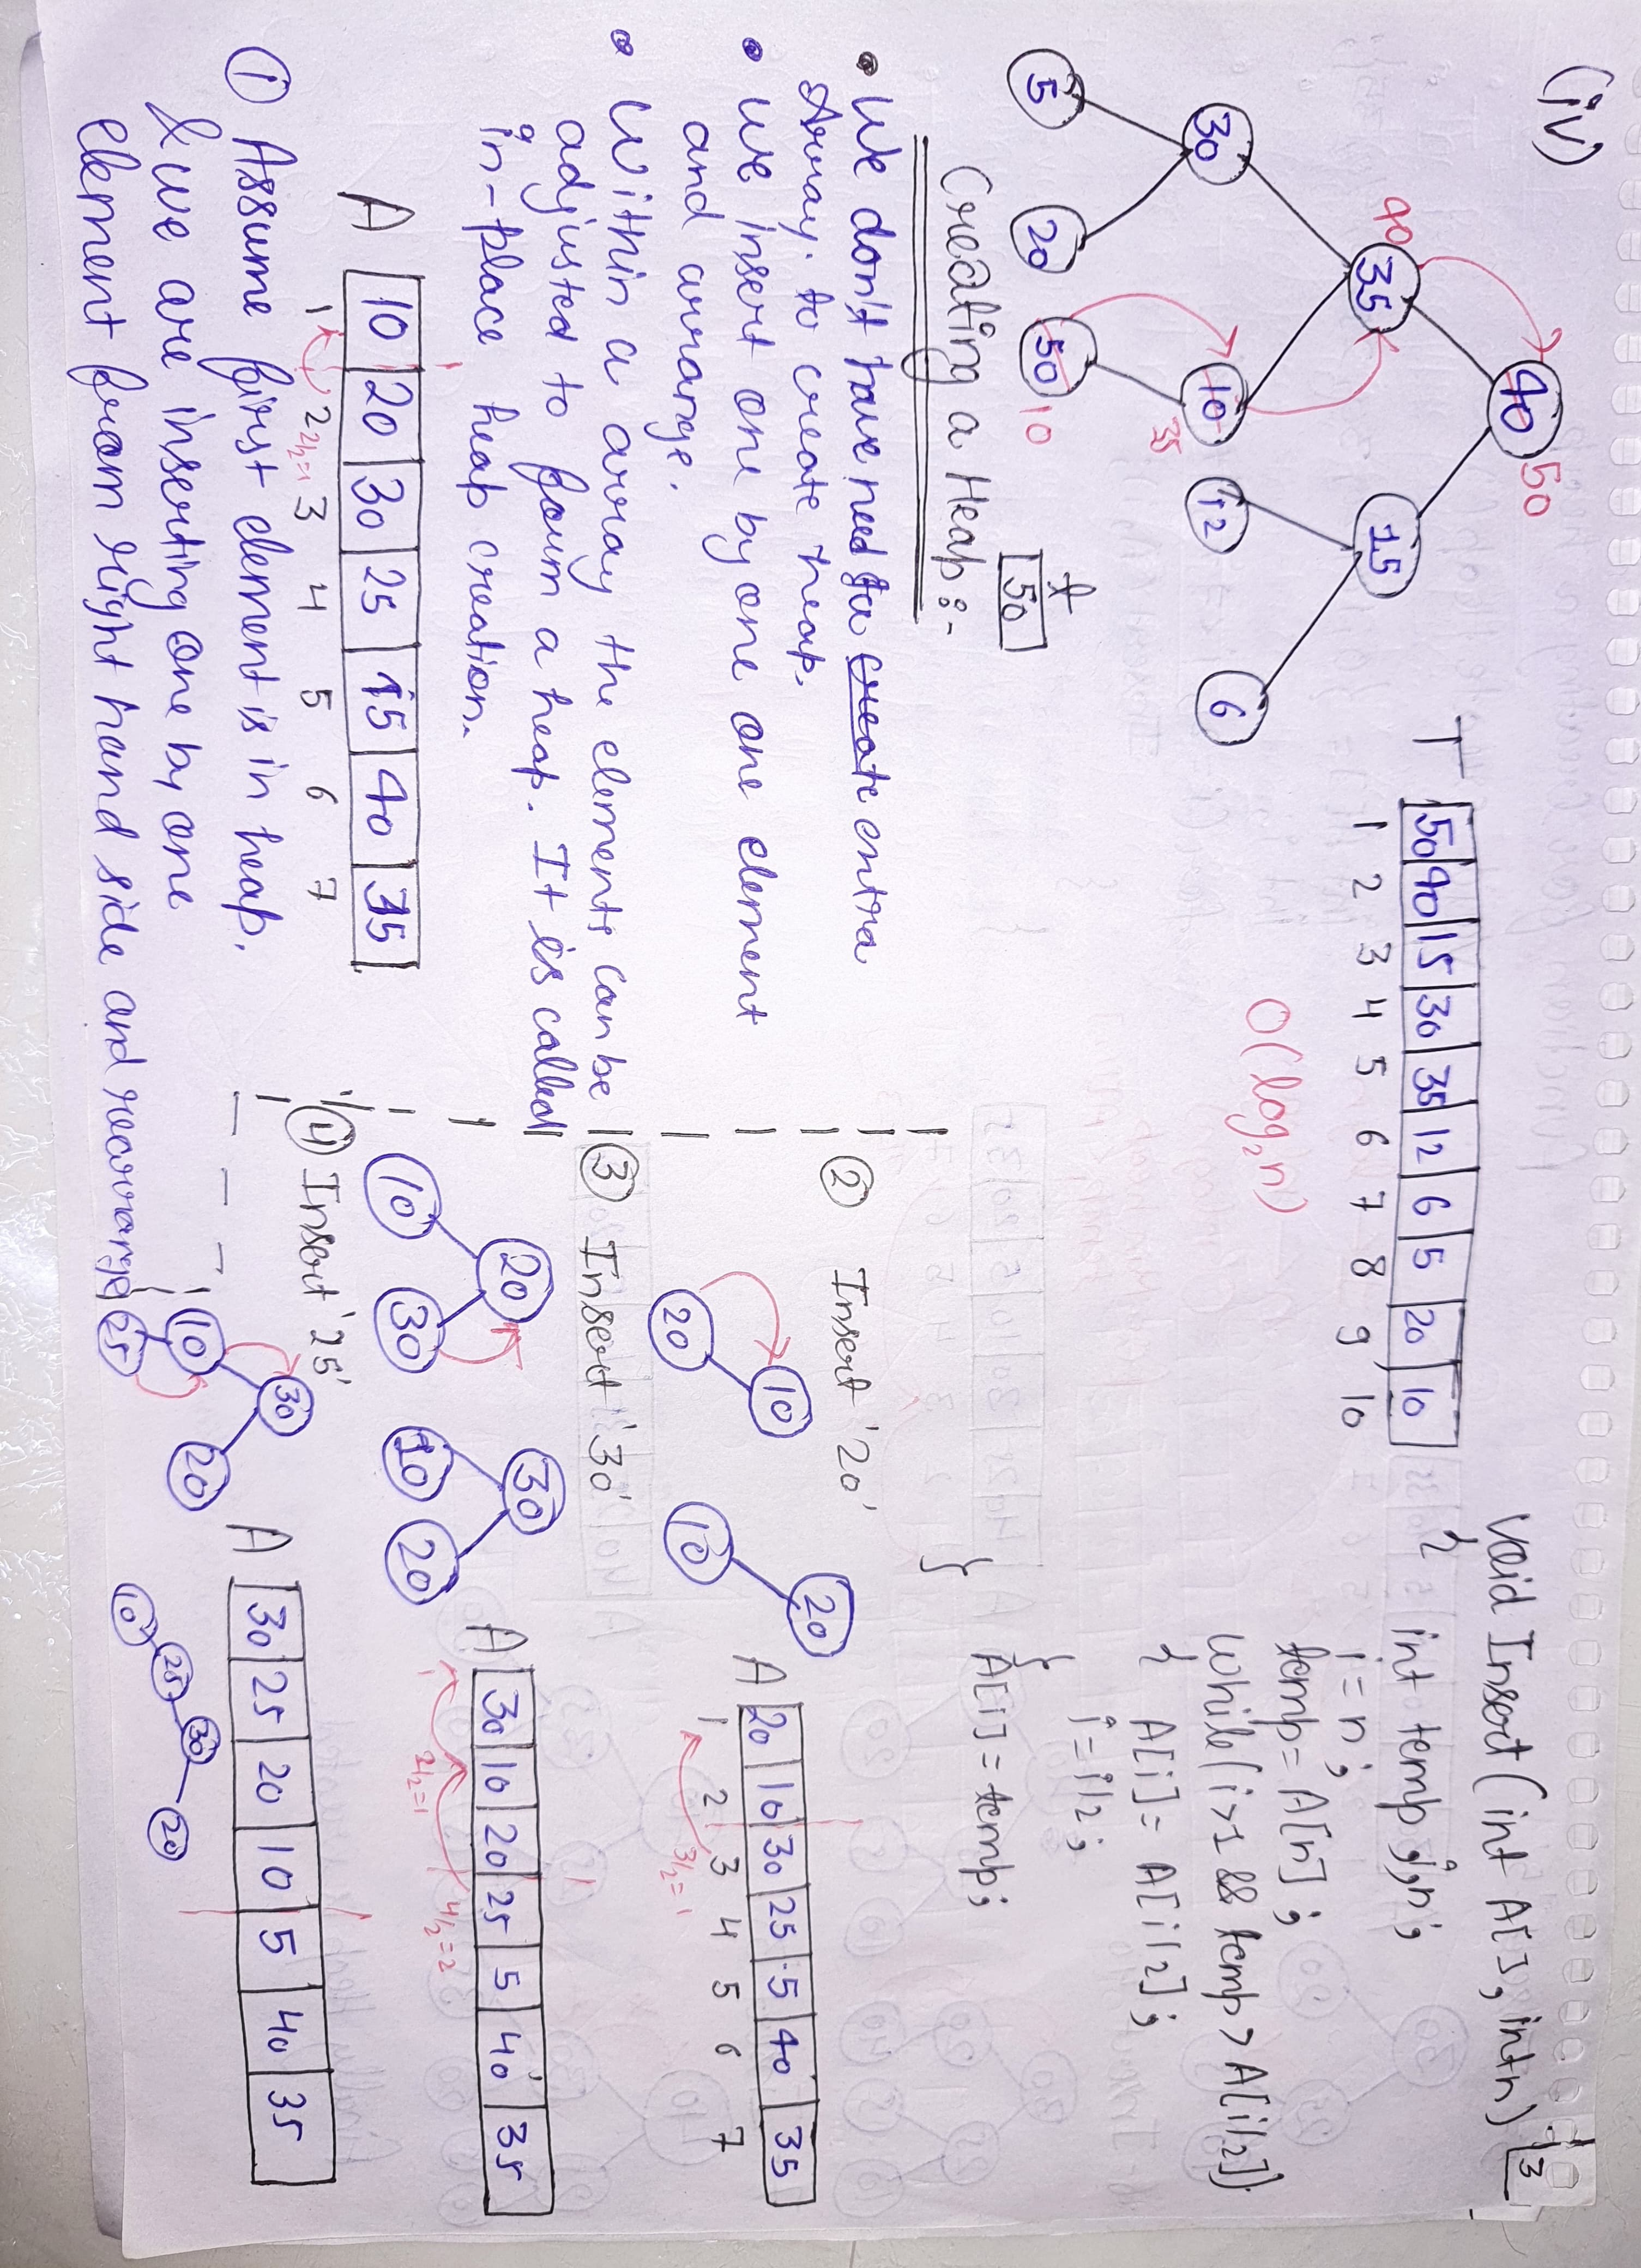 (iv)
40 50
40 35 15
30 10 12 6
35
5 20 50 10
t
50
T 50 40 15 30 35 12 6 5 20 10
1 2 3 4 5 6 7 8 9 10
O(log₂n)
3
void Insert (int A[], int n)
{
int temp, i, n;
i = n;
temp = A[n];
while (i>1 && temp > A[i/2])
{ A[i] = A[i/2];
i = i/2;
}
A[i] = temp;
}
Creating a Heap :-
• We don't have need for create extra
Array. to create heap.
• We insert one by one one element
and arrange.
• Within a array the elements can be
adjusted to form a heap. It is called
in-place heap creation.
A 10 20 30 25 15 40 35
1 2 2/2=1 3 4 5 6 7
① Assume first element is in heap.
& we are inserting one by one
element from right hand side and rearrange
② Insert '20'
10
20
20
10
A 20 10 30 25 5 40 35
1 2 3 4 5 6 7
3/2=1
③ Insert '30'
20
10 30
30
10 20
A 30 10 20 25 5 40 35
1 2/2=1 4/2=2
④ Insert '25'
30
10 20
25
A 30 25 20 10 5 40 35
30
25 20
10